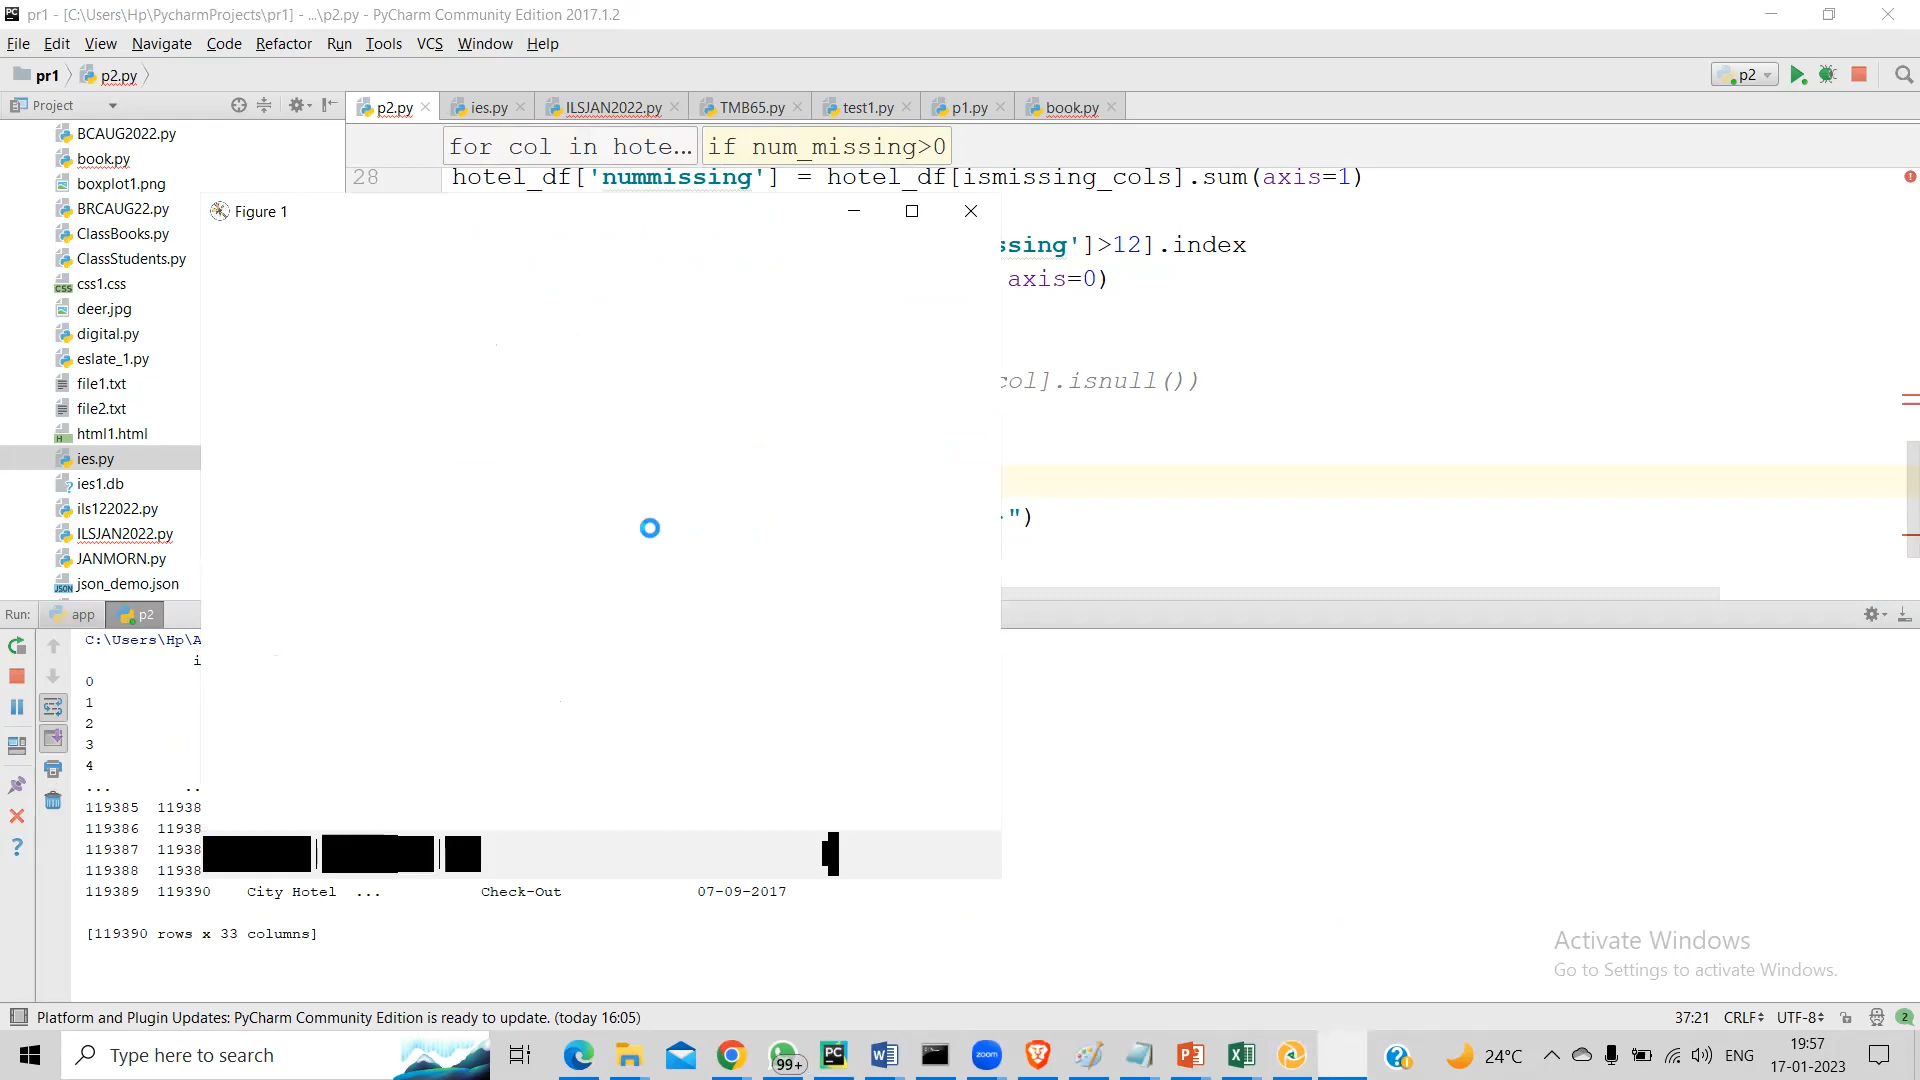 pr1 - [C:\Users\Hp\PycharmProjects\pr1] - ...\p2.py - PyCharm Community Edition 2017.1.2
File Edit View Navigate Code Refactor Run Tools VCS Window Help
pr1 p2.py p2
Project p2.py ies.py ILSJAN2022.py TMB65.py test1.py p1.py book.py
for col in hote... if num_missing>0
28 hotel_df['nummissing'] = hotel_df[ismissing_cols].sum(axis=1)
ssing']>12].index
axis=0)
col].isnull())
")
BCAUG2022.py
book.py
boxplot1.png
BRCAUG22.py
ClassBooks.py
ClassStudents.py
css1.css
deer.jpg
digital.py
eslate_1.py
file1.txt
file2.txt
html1.html
ies.py
ies1.db
ils122022.py
ILSJAN2022.py
JANMORN.py
json_demo.json
Figure 1
Run: app p2
C:\Users\Hp\A
i
0
1
2
3
4
... ..
119385 11938
119386 11938
119387 11938
119388 11938
119389 119390 City Hotel ... Check-Out 07-09-2017
[119390 rows x 33 columns]
Activate Windows
Go to Settings to activate Windows.
Platform and Plugin Updates: PyCharm Community Edition is ready to update. (today 16:05) 37:21 CRLF UTF-8 2
Type here to search 99+ PC zoom 24°C ENG 19:57
17-01-2023